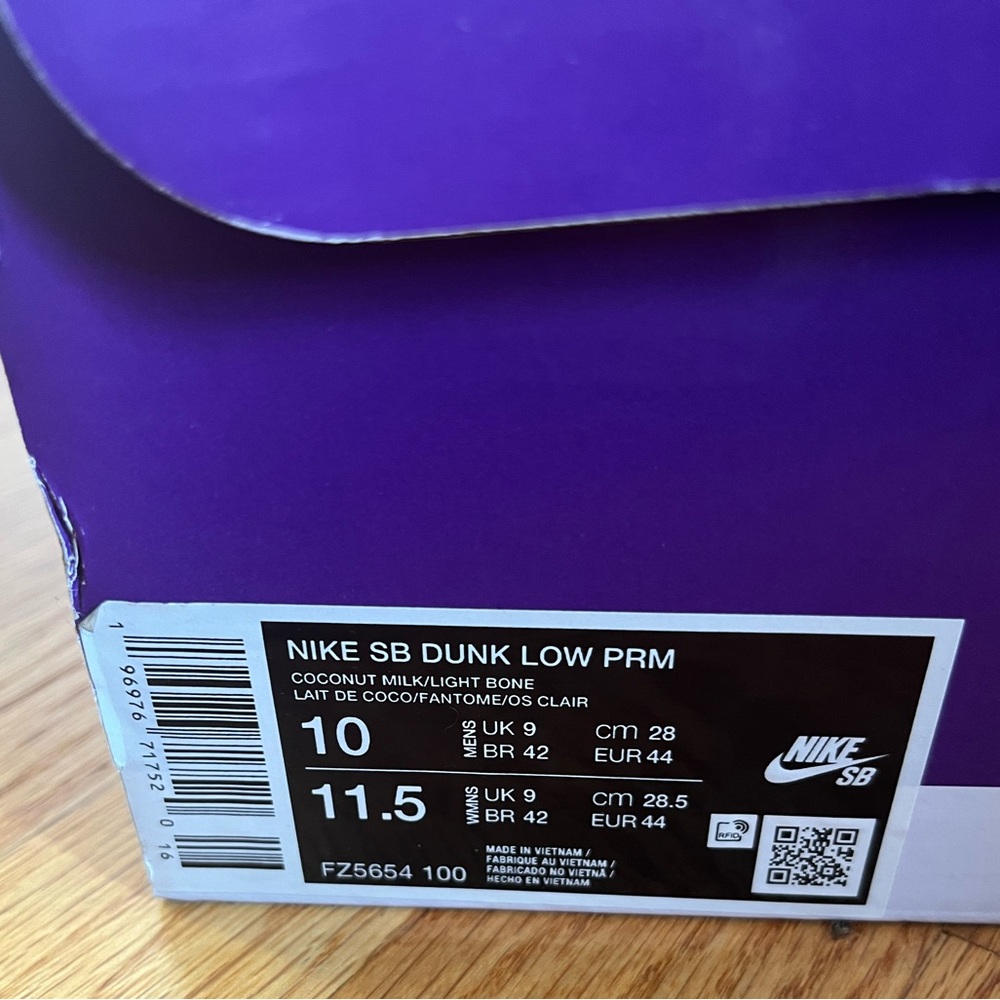 NIKE SB DUNK LOW PRM
COCONUT MILK/LIGHT BONE
LAIT DE COCO/FANTOME/OS CLAIR
10 MENS UK 9 cm 28
BR 42 EUR 44
11.5 WMNS UK 9 cm 28.5
BR 42 EUR 44
FZ5654 100
MADE IN VIETNAM /
FABRIQUE AU VIETNAM /
FABRICADO NO VIETNÃ /
HECHO EN VIETNAM
NIKE
SB
RFID
1 96976 71752 0 16